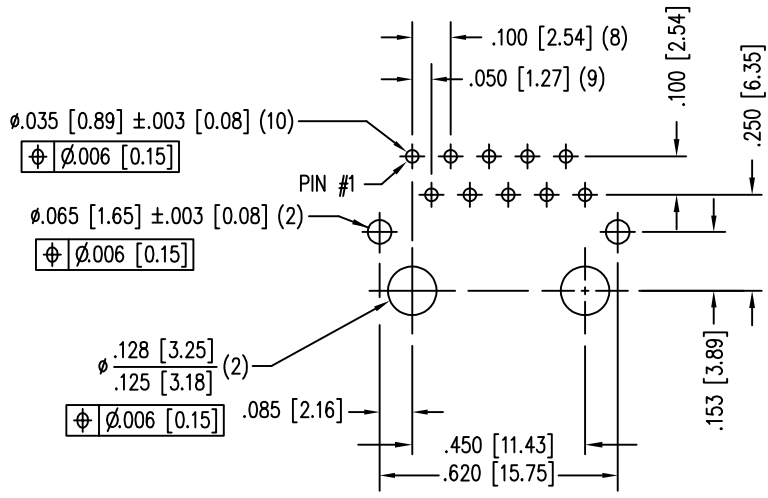 .100 [2.54] (8)
.050 [1.27] (9)
.100 [2.54]
.250 [6.35]
ø.035 [0.89] ±.003 [0.08] (10)
⌖ Ø.006 [0.15]
PIN #1
ø.065 [1.65] ±.003 [0.08] (2)
⌖ Ø.006 [0.15]
ø .128 [3.25]
.125 [3.18] (2)
⌖ Ø.006 [0.15]
.085 [2.16]
.153 [3.89]
.450 [11.43]
.620 [15.75]